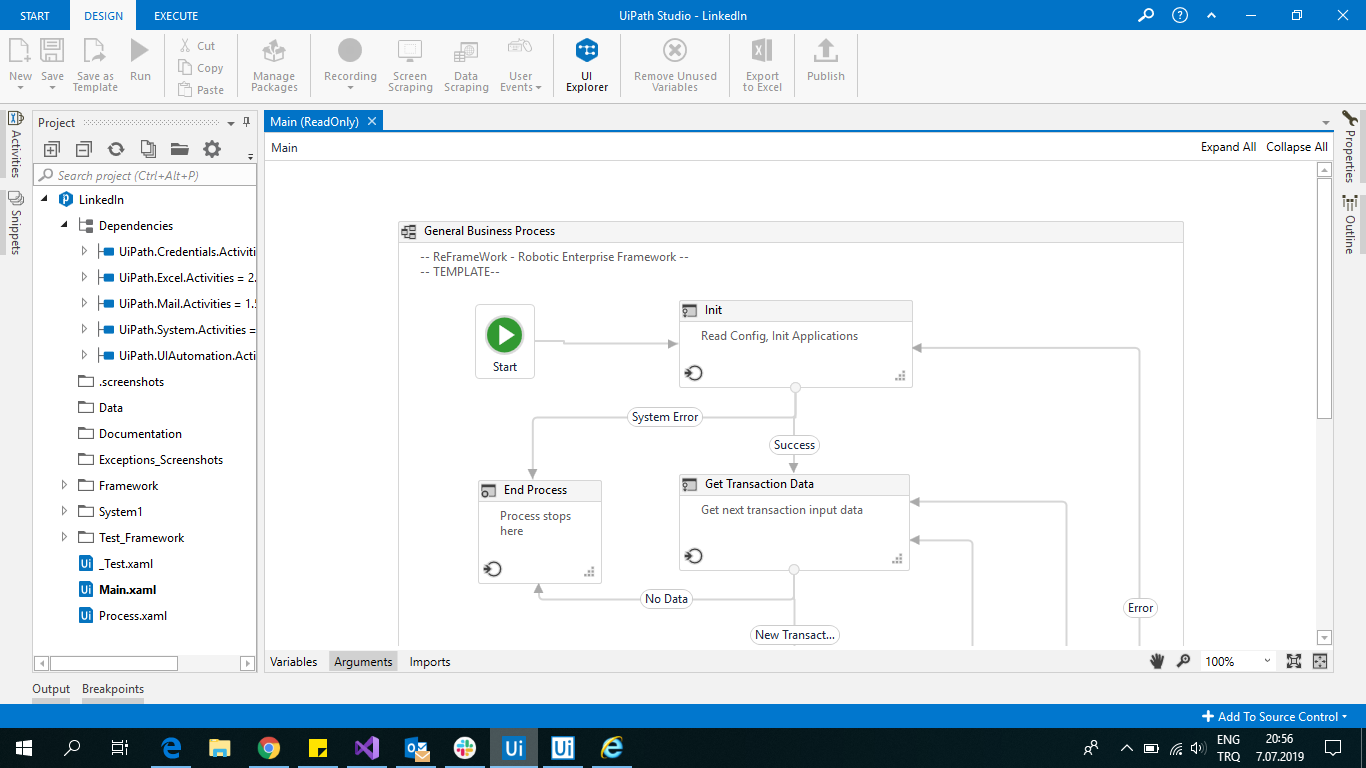 START
DESIGN
EXECUTE
UiPath Studio - LinkedIn
New
Save
Save as
Template
Run
Cut
Copy
Paste
Manage
Packages
Recording
Screen
Scraping
Data
Scraping
User
Events
UI
Explorer
Remove Unused
Variables
Export
to Excel
Publish
Activities
Snippets
Project
Search project (Ctrl+Alt+P)
LinkedIn
Dependencies
UiPath.Credentials.Activiti
UiPath.Excel.Activities = 2.
UiPath.Mail.Activities = 1.5
UiPath.System.Activities =
UiPath.UIAutomation.Acti
.screenshots
Data
Documentation
Exceptions_Screenshots
Framework
System1
Test_Framework
Ui _Test.xaml
Ui Main.xaml
Ui Process.xaml
Main (ReadOnly)
Main
Expand All
Collapse All
General Business Process
-- ReFrameWork - Robotic Enterprise Framework --
-- TEMPLATE--
Start
Init
Read Config, Init Applications
System Error
Success
End Process
Process stops
here
Get Transaction Data
Get next transaction input data
No Data
New Transact...
Error
Properties
Outline
Variables
Arguments
Imports
100%
Output
Breakpoints
Add To Source Control
Ui
Ui
ENG
TRQ
20:56
7.07.2019